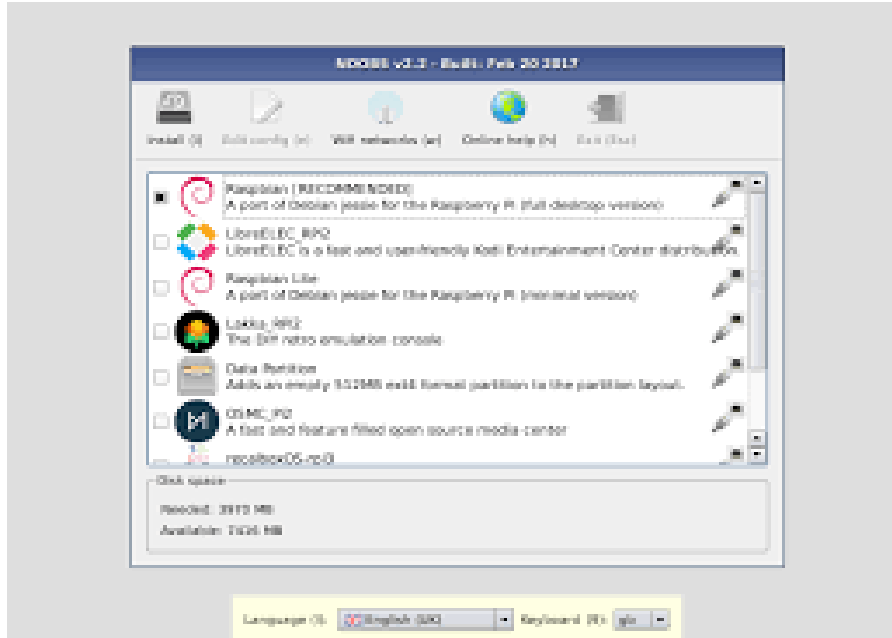 NOOBS v2.3 - Built: Feb 20 2017
Install (i)
Edit config (e)
Wifi networks (w)
Online help (h)
Exit (Esc)
Raspbian [RECOMMENDED]
A port of Debian jessie for the Raspberry Pi (full desktop version)
LibreELEC_RPi2
LibreELEC is a fast and user-friendly Kodi Entertainment Center distribution.
Raspbian Lite
A port of Debian jessie for the Raspberry Pi (minimal version)
Lakka_RPi2
The DIY retro emulation console
Data Partition
Adds an empty 512MB ext4 format partition to the partition layout.
OSMC_Pi2
A fast and feature filled open source media center
recalboxOS-rpi3
Disk space
Needed: MB
Available: MB
Language (l):
English (UK)
Keyboard (9):
gb